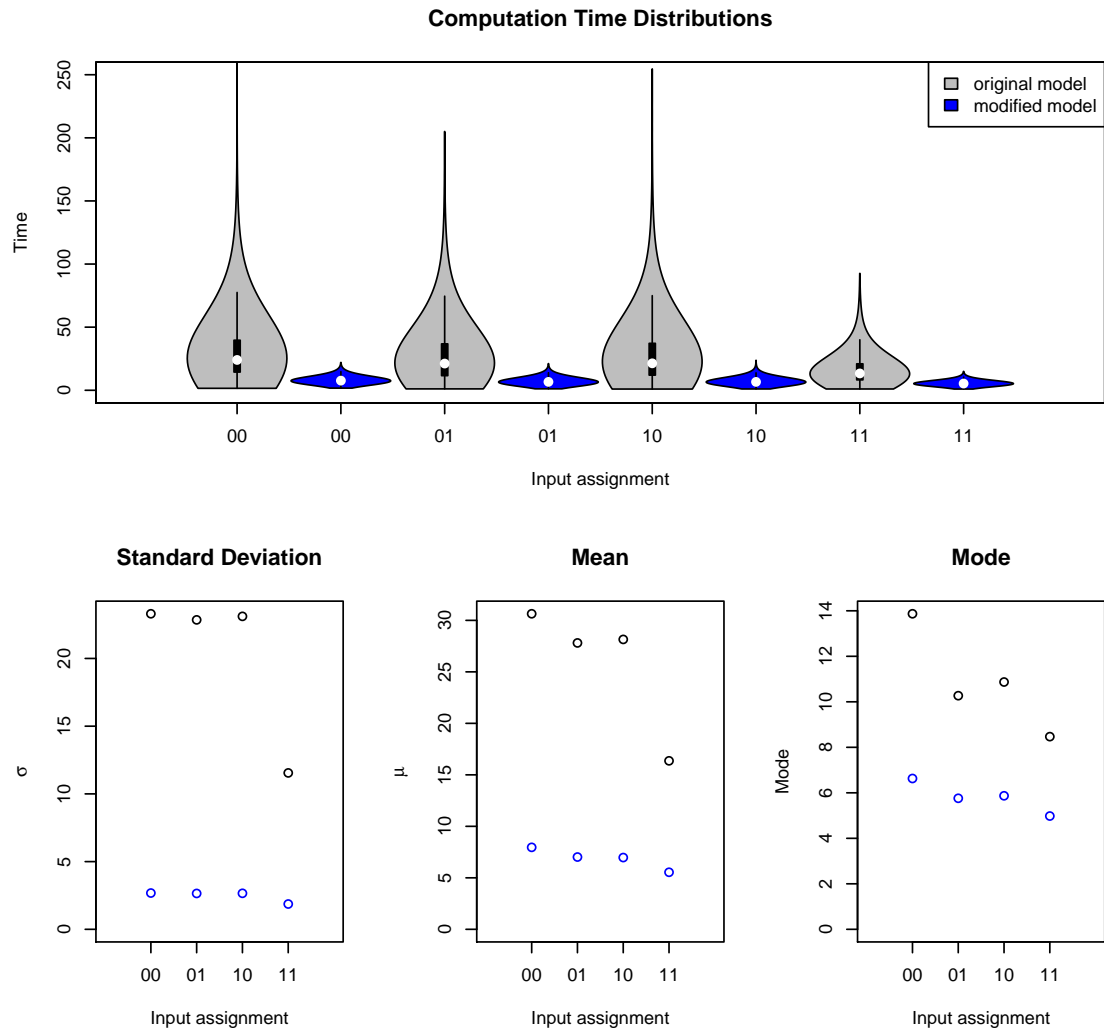 Computation Time Distributions
Time
250
200
150
100
50
0
original model
modified model
00 00 01 01 10 10 11 11
Input assignment
Standard Deviation
σ
20
15
10
5
0
00 01 10 11
Input assignment
Mean
μ
30
25
20
15
10
5
0
00 01 10 11
Input assignment
Mode
Mode
14
12
10
8
6
4
2
0
00 01 10 11
Input assignment